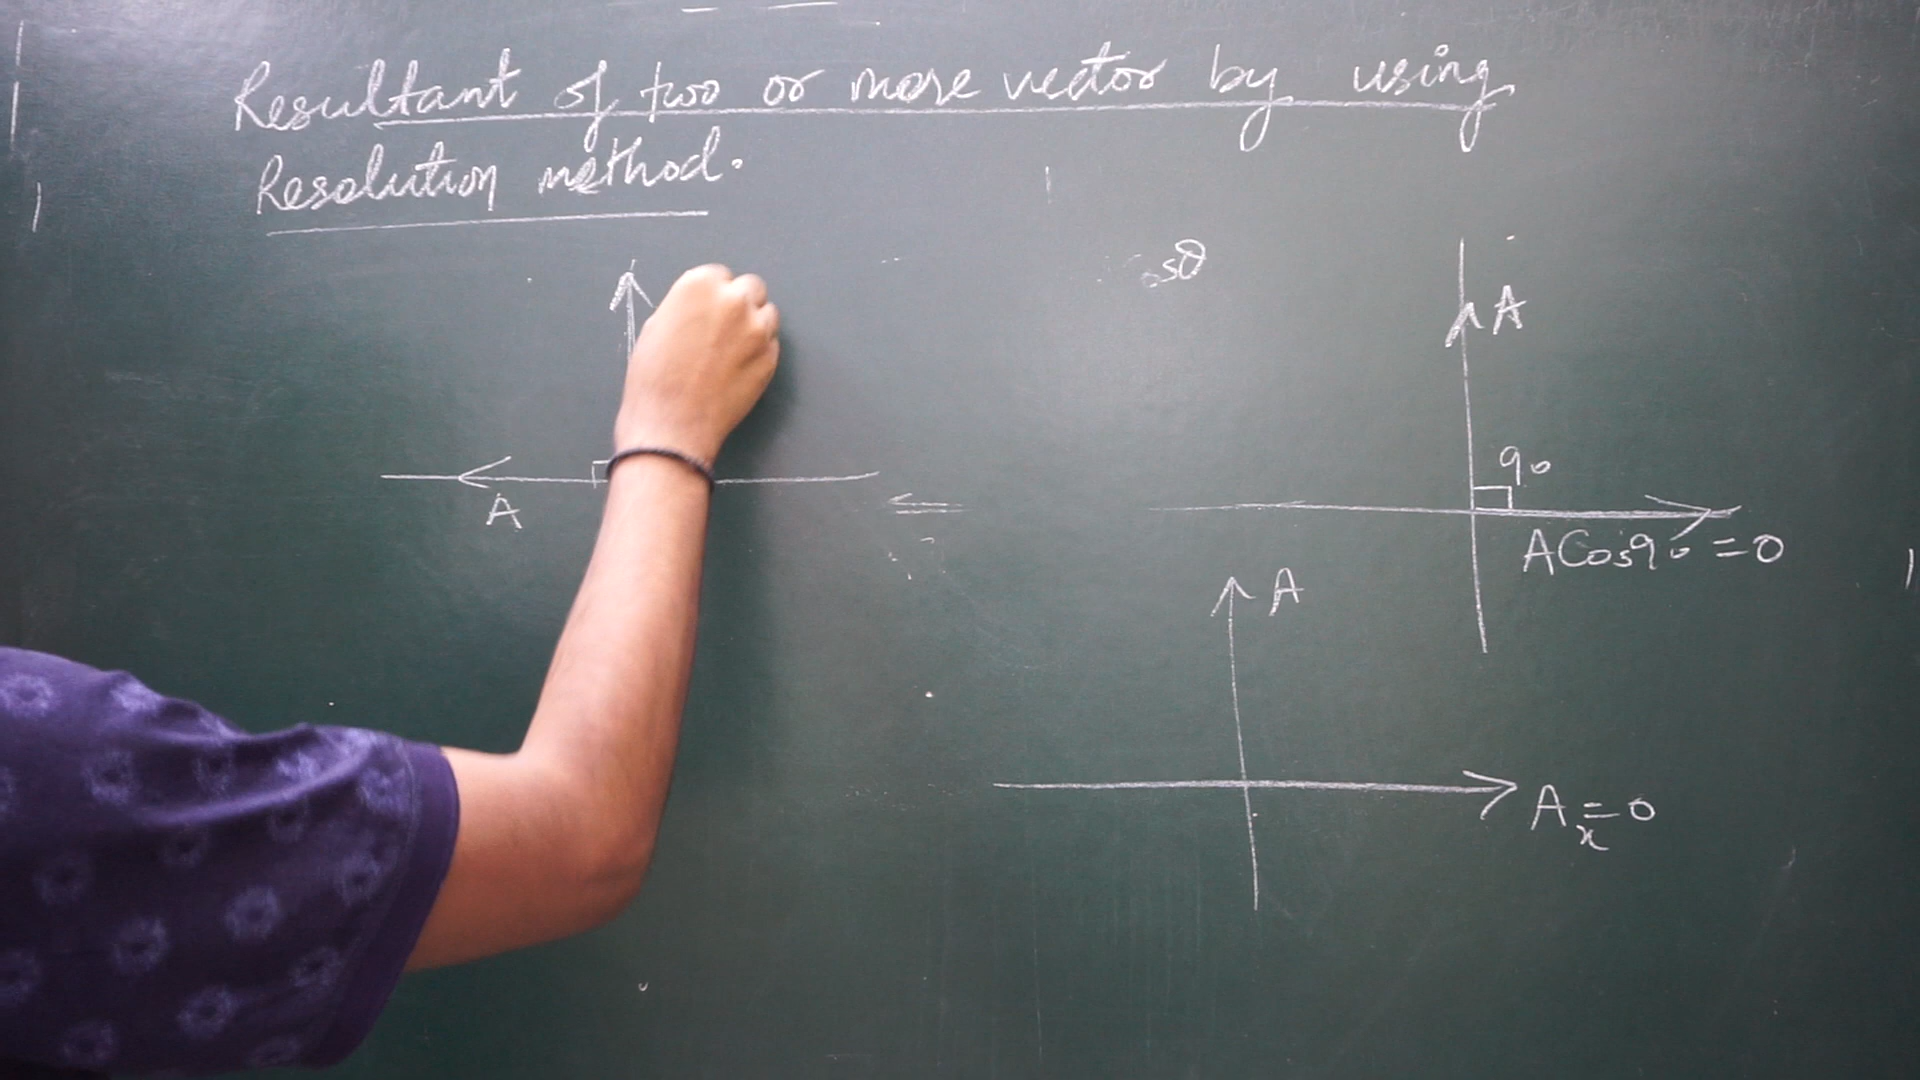 Resultant of two or more vector by using
Resolution method.
A
90
A
ACos90 = 0
A
Ax = 0